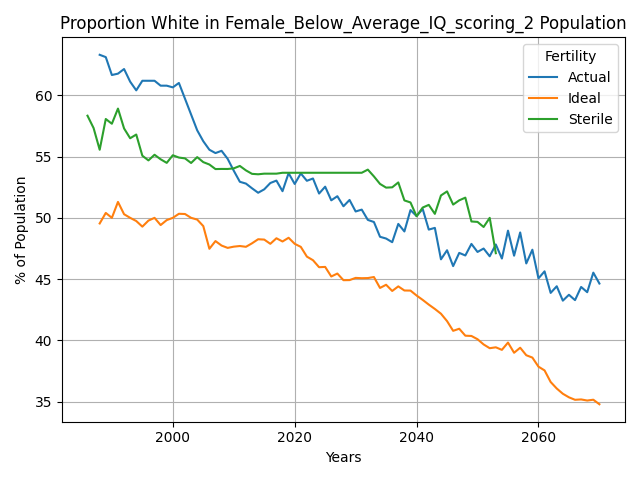 Proportion White in Female_Below_Average_IQ_scoring_2 Population
Fertility
Actual
Ideal
Sterile
% of Population
60
55
50
45
40
35
2000
2020
2040
2060
Years